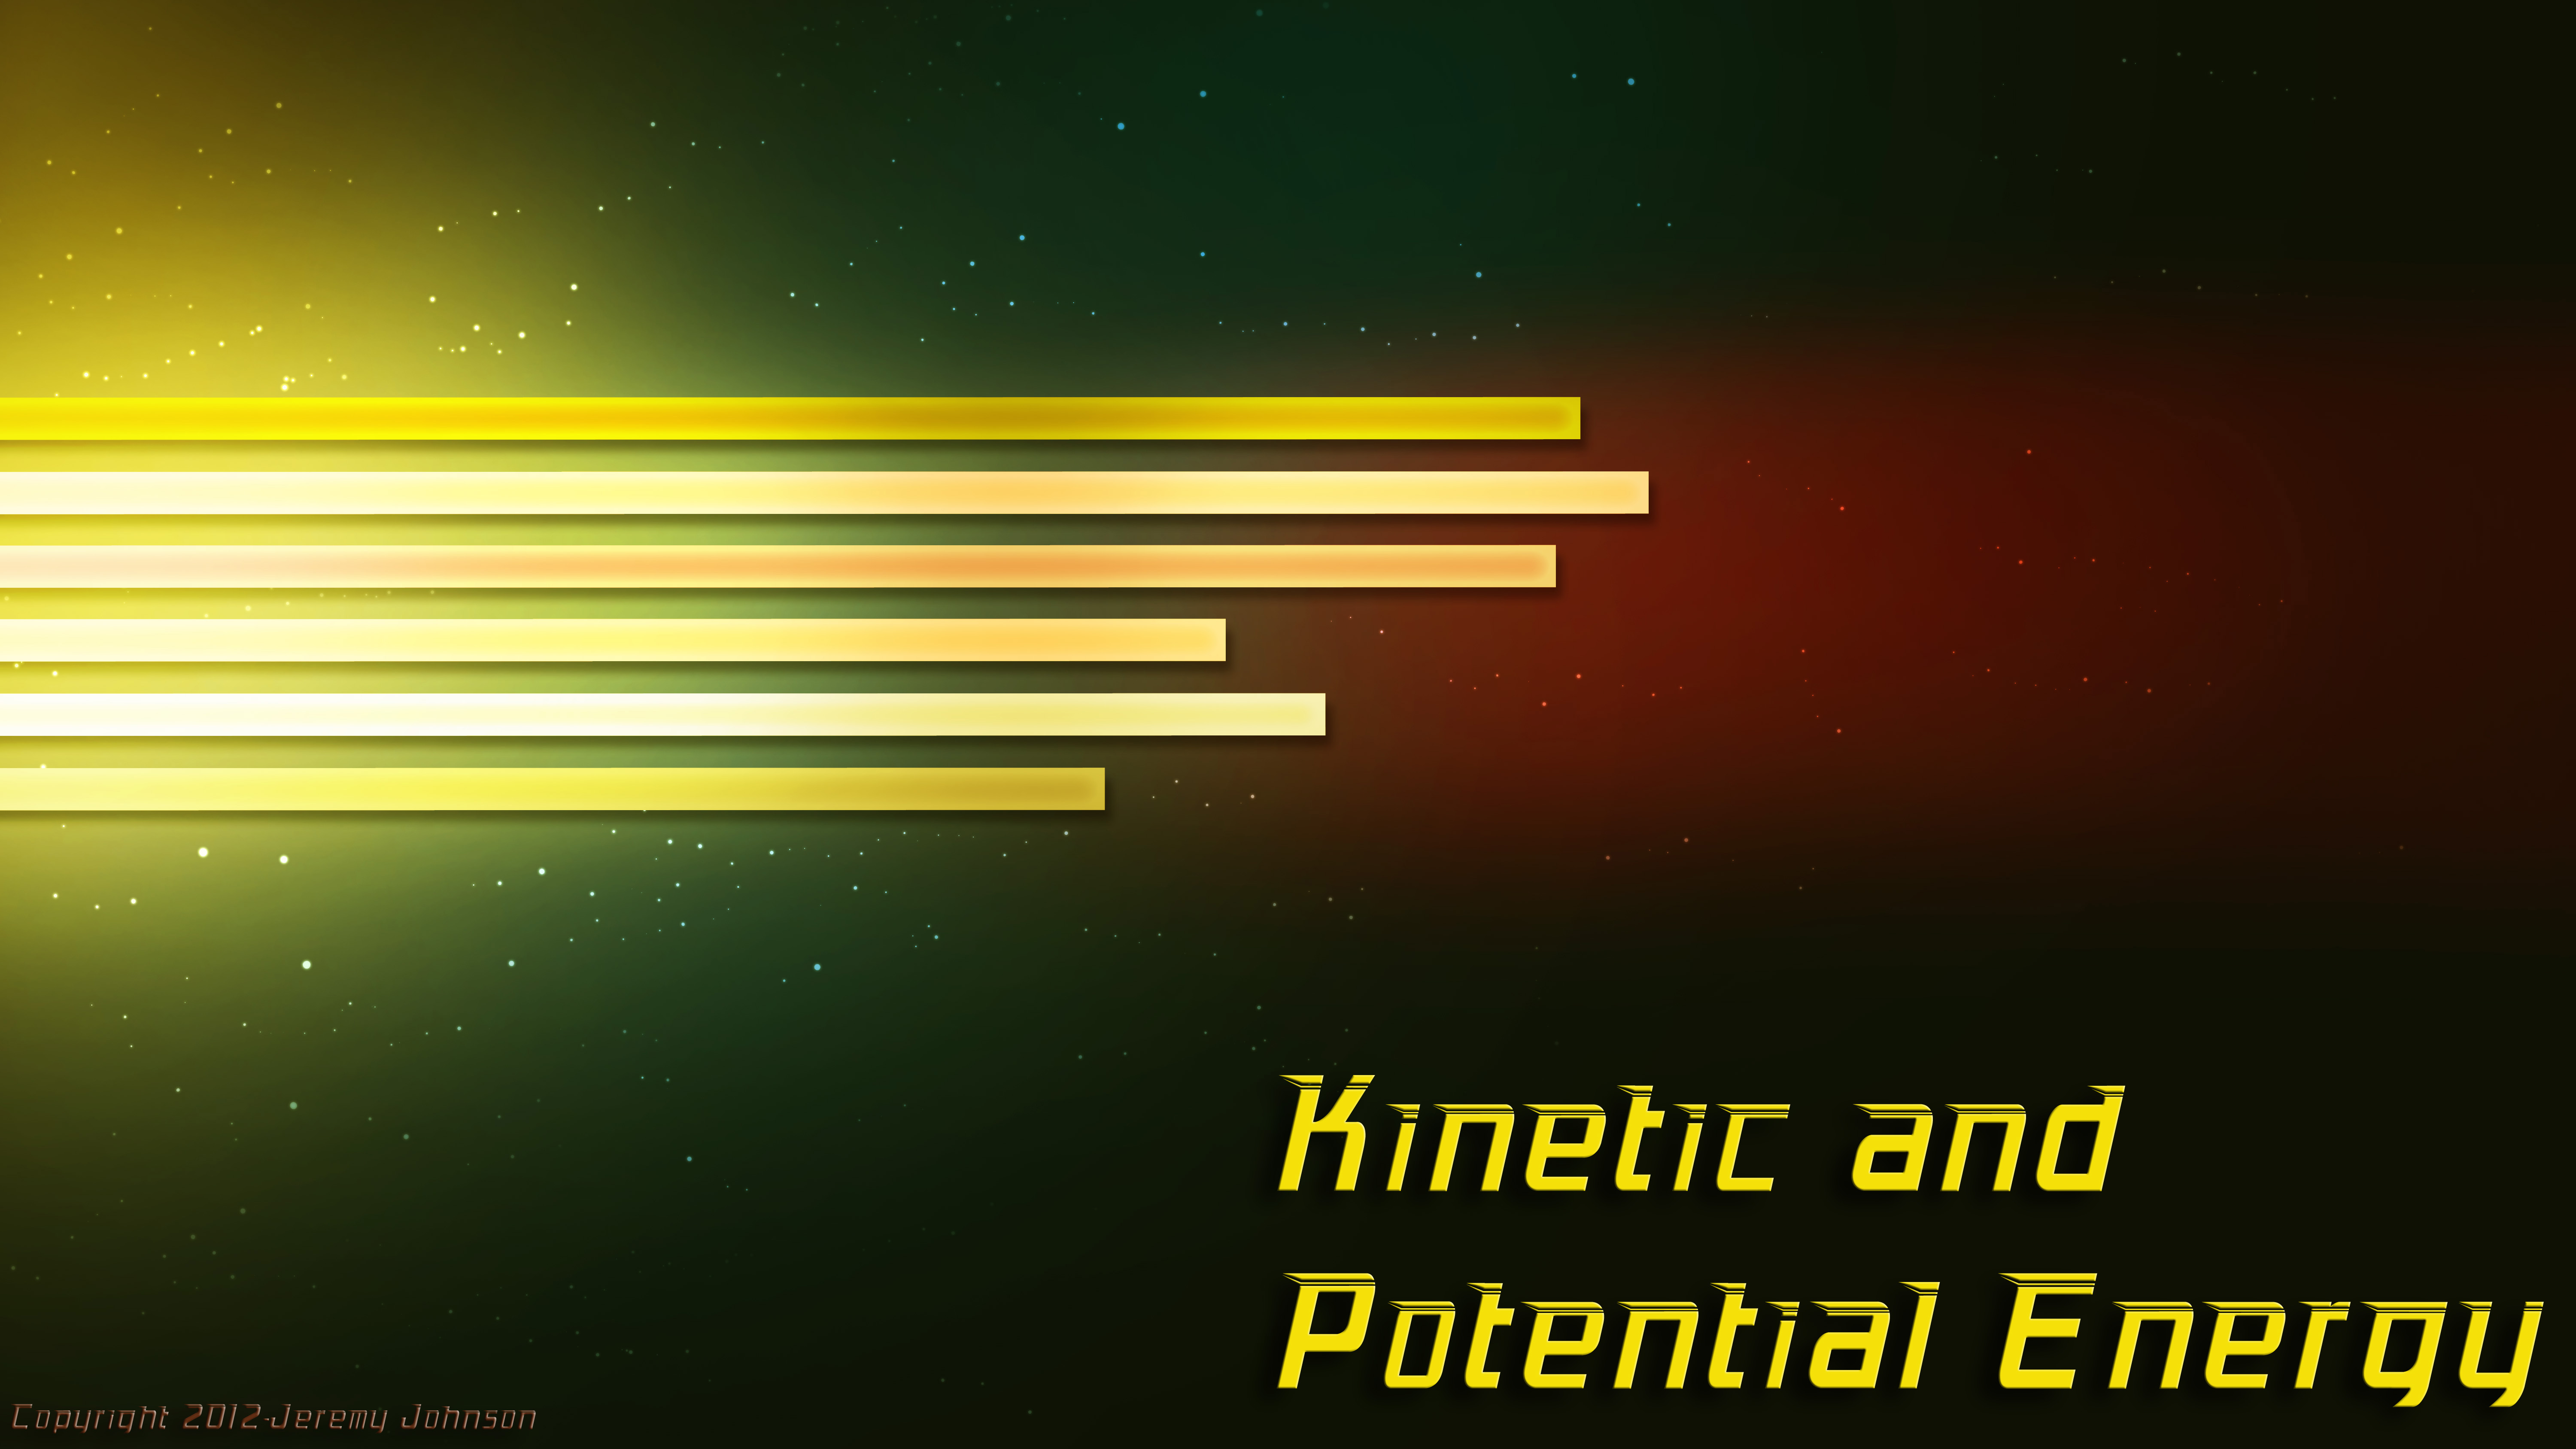 Kinetic and
Potential Energy
Copyright 2012-Jeremy Johnson